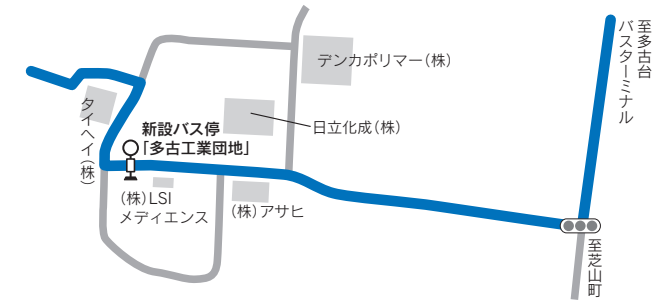 デンカポリマー(株)
至多古台
バスターミナル
タイヘイ(株)
新設バス停
「多古工業団地」
日立化成(株)
(株)LSI
メディエンス
(株)アサヒ
至芝山町